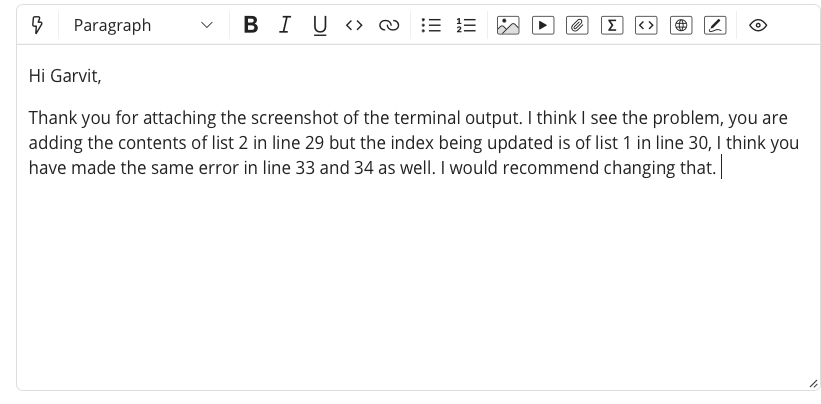 Paragraph B I U
Hi Garvit,
Thank you for attaching the screenshot of the terminal output. I think I see the problem, you are
adding the contents of list 2 in line 29 but the index being updated is of list 1 in line 30, I think you
have made the same error in line 33 and 34 as well. I would recommend changing that.